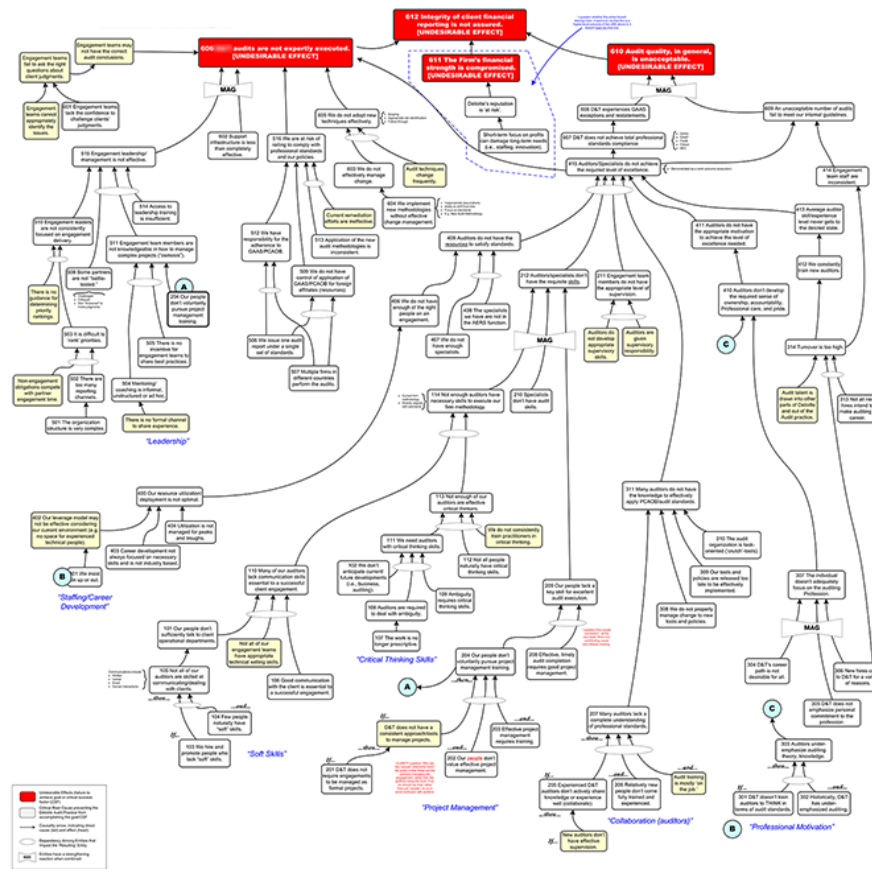 612 Integrity of client financial
reporting is not assured.
[UNDESIRABLE EFFECT]
audits are not expertly executed.
[UNDESIRABLE EFFECT]
611 The Firm's financial
strength is compromised.
[UNDESIRABLE EFFECT]
610 Audit quality, in general,
is unacceptable.
[UNDESIRABLE EFFECT]
Engagement teams may
not have the correct
audit conclusions.
Engagement teams
fail to ask the right
questions about
client judgments.
Engagement
teams cannot
appropriately
identify the
issues.
Engagement teams
lack the confidence to
challenge clients'
judgments.
MAG
602 Support
infrastructure is less
than completely
effective.
605 We do not adopt new
techniques effectively.
Deloitte's reputation
is 'at risk'.
Short-term focus on profits
can damage long-term needs
(i.e., staffing, innovation).
MAG
608 D&T experiences GAAS
exceptions and restatements.
609 An unacceptable number of audits
fail to meet our internal guidelines.
607 D&T does not achieve total professional
standards compliance
415 Auditors/Specialists do not achieve
the required level of excellence.
414 Engagement
team staff are
inconsistent.
516 We are at risk
of failing to comply with
professional standards
and our policies.
603 We do not
effectively manage
change.
Audit techniques
change
frequently.
604 We implement
new methodologies
without effective
change management.
Current remediation
efforts are ineffective
513 Application of the new
audit methodologies is
inconsistent.
515 Engagement leadership/
management is not effective.
514 Access to
leadership training is
insufficient.
510 Engagement leaders
are not consistently
focused on engagement
delivery.
511 Engagement team members are
not knowledgeable in how to manage
complex projects
508 Some partners
are not "battle-
tested."
A
204 Our people
don't voluntarily
pursue project
management
training.
There is no
guidance for
determining
priority
rankings.
503 It is difficult to
'rank' priorities.
505 There is no
incentive for
engagement teams to
share best practices.
504 Mentoring/
coaching is informal,
unstructured or ad hoc.
Non-engagement
obligations compete
with partner
engagement time.
502 There are
too many
reporting
channels.
501 The organization
structure is very complex.
There is no formal channel
to share experience.
"Leadership"
512 We have
responsibility for the
adherence to
GAAS/PCAOB.
509 We do not have
control of application of
GAAS/PCAOB for foreign
affiliates (resources)
506 We issue one audit
report under a single
set of standards.
507 Multiple firms in
different countries
perform the audits.
409 Auditors do not have the
resources to satisfy standards.
406 We do not have
enough of the right
people on an
engagement.
408 The specialists
we have are not in
the AERS function.
407 We do not have
enough specialists.
212 Auditors/specialists don't
have the requisite skills.
211 Engagement team
members do not have
the appropriate level of
supervision.
Auditors do
not develop
appropriate
supervisory
skills.
Auditors are
given
supervisory
responsibility.
MAG
411 Auditors do not have
the appropriate motivation
to achieve the level of
excellence needed.
413 Average auditor
skill/experience
level never gets to
the desired state.
412 We constantly
train new auditors.
410 Auditors don't develop
the required sense of
ownership, accountability,
Professional care, and pride.
C
314 Turnover is too high.
Audit talent is
drawn into other
parts of Deloitte
and out of the
Audit practice.
making auditing a
career.
114 Not enough auditors have
necessary skills to execute our
firm methodology.
210 Specialists
don't have audit
skills.
405 Our resource utilization/
deployment is not optimal.
402 Our leverage model may
not be effective considering
our current environment (e.g.
no space for experienced
technical people).
404 Utilization is not
managed for peaks
and troughs.
403 Career development not
always focused on necessary
skills and is not industry based.
B
"Staffing/Career
Development"
113 Not enough of our
auditors are effective
critical thinkers.
111 We need auditors
with critical thinking skills.
We do not consistently
train practitioners in
critical thinking.
102 We don't
anticipate current/
future developments
(i.e., business,
auditing).
112 Not all people
naturally have critical
thinking skills.
109 Ambiguity
requires critical
thinking skills.
108 Auditors are required
to deal with ambiguity.
107 The work is no
longer prescriptive.
"Critical Thinking Skills"
110 Many of our auditors
lack communication skills
essential to a successful
client engagement.
101 Our people don't
sufficiently talk to client
operational departments.
Not all of our
engagement teams
have appropriate
technical writing skills.
105 Not all of our
auditors are skilled at
communicating/dealing
with clients.
106 Good communication
with the client is essential to
a successful engagement.
104 Few people
naturally have
"soft" skills.
103 We hire and
promote people who
lack "soft" skills.
"Soft Skills"
209 Our people lack a
key skill for excellent
audit execution.
204 Our people don't
voluntarily pursue project
management training.
208 Effective, timely
audit completion
requires good project
management.
A
D&T does not have a
consistent approach/tools
to manage projects.
203 Effective project
management
requires training.
201 D&T does not
require engagements
to be managed as
formal projects.
202 Our people don't
value effective project
management.
"Project Management"
311 Many auditors do not have
the knowledge to effectively
apply PCAOB/audit standards.
310 The audit
organization is task-
oriented
309 Our tools and
policies are released too
late to be effectively
implemented.
308 We do not properly
manage change to new
tools and policies.
207 Many auditors lack a
complete understanding of
professional standards.
Audit training
is mostly 'on
the job.'
205 Experienced D&T
auditors don't actively share
knowledge or experience
well (collaborate).
206 Relatively new
people don't come
fully trained and
experienced.
New auditors don't
have effective
supervision.
"Collaboration (auditors)"
307 The individual
doesn't adequately
focus on the auditing
Profession.
MAG
304 D&T's career
path is not
desirable for all.
305 D&T does not
emphasize personal
commitment to the
profession.
C
303 Auditors under-
emphasize auditing
theory, knowledge.
301 D&T doesn't train
auditors to THINK in
terms of audit standards.
302 Historically, D&T
has under-
emphasized auditing.
B
"Professional Motivation"